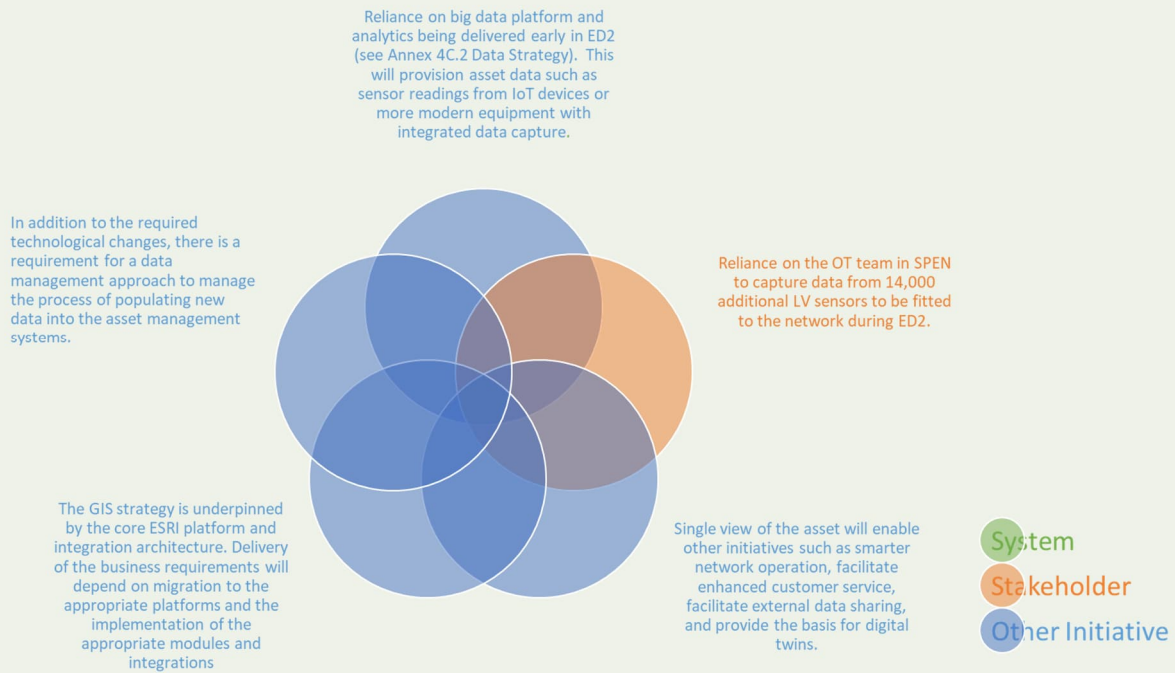 Reliance on big data platform and
analytics being delivered early in ED2
(see Annex 4C.2 Data Strategy). This
will provision asset data such as
sensor readings from IoT devices or
more modern equipment with
integrated data capture.
In addition to the required
technological changes, there is a
requirement for a data
management approach to manage
the process of populating new
data into the asset management
systems.
Reliance on the OT team in SPEN
to capture data from 14,000
additional LV sensors to be fitted
to the network during ED2.
The GIS strategy is underpinned
by the core ESRI platform and
integration architecture. Delivery
of the business requirements will
depend on migration to the
appropriate platforms and the
implementation of the
appropriate modules and
integrations
Single view of the asset will enable
other initiatives such as smarter
network operation, facilitate
enhanced customer service,
facilitate external data sharing,
and provide the basis for digital
twins.
System
Stakeholder
Other Initiative